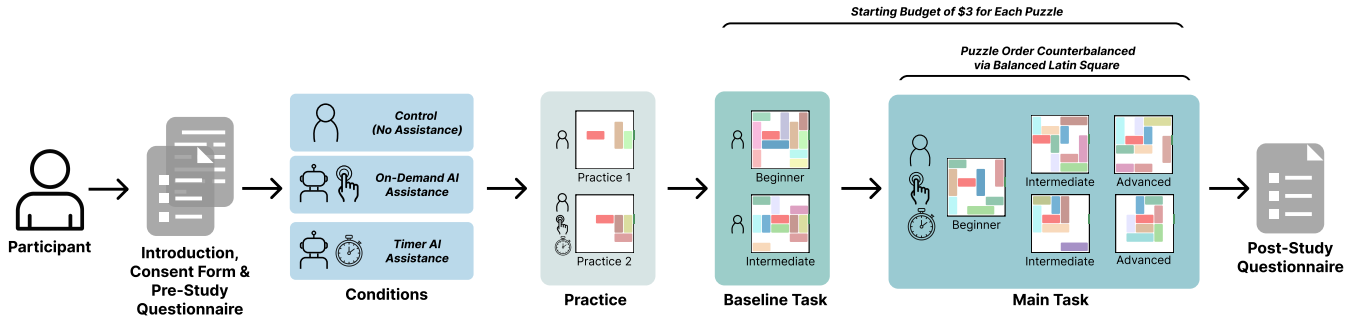 Starting Budget of $3 for Each Puzzle
Puzzle Order Counterbalanced
via Balanced Latin Square
Participant
Introduction,
Consent Form &
Pre-Study
Questionnaire
Control
(No Assistance)
On-Demand AI
Assistance
Timer AI
Assistance
Conditions
Practice 1
Practice 2
Practice
Beginner
Intermediate
Baseline Task
Beginner
Intermediate
Advanced
Intermediate
Advanced
Main Task
Post-Study
Questionnaire